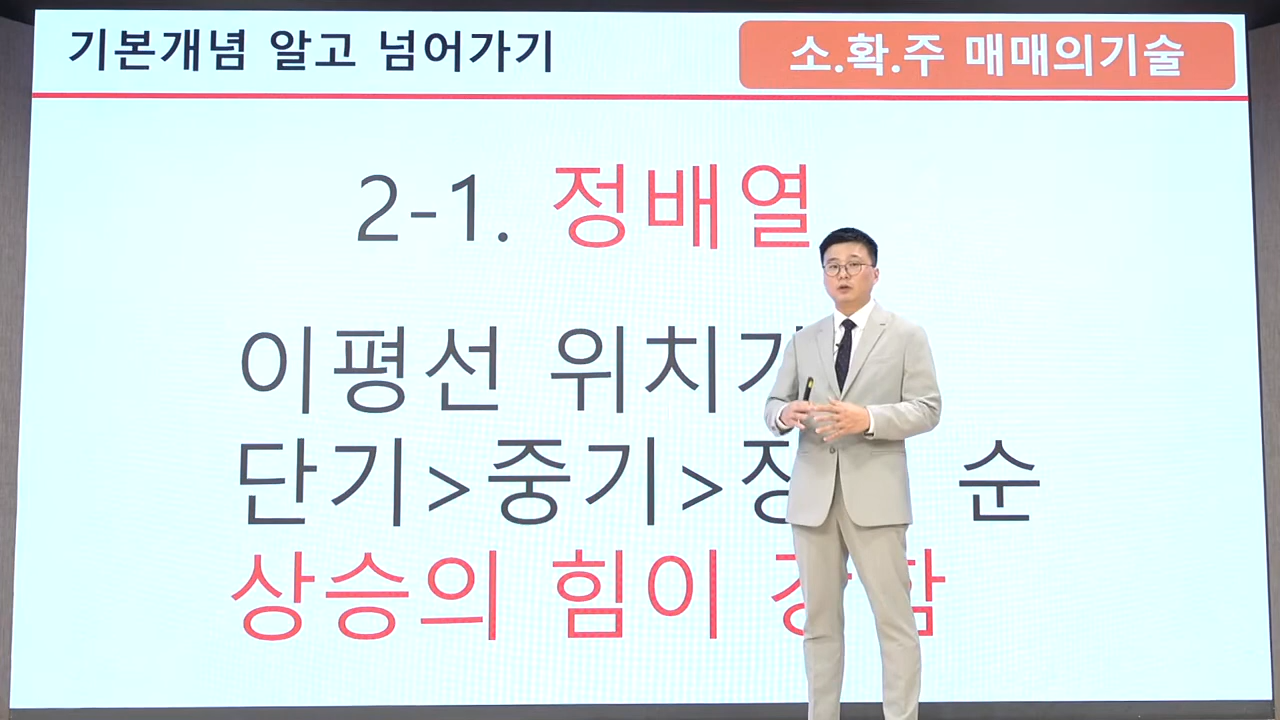 기본개념 알고 넘어가기
소.확.주 매매의기술
2-1. 정배열
이평선 위치가
단기>중기> 순
상승의 힘이